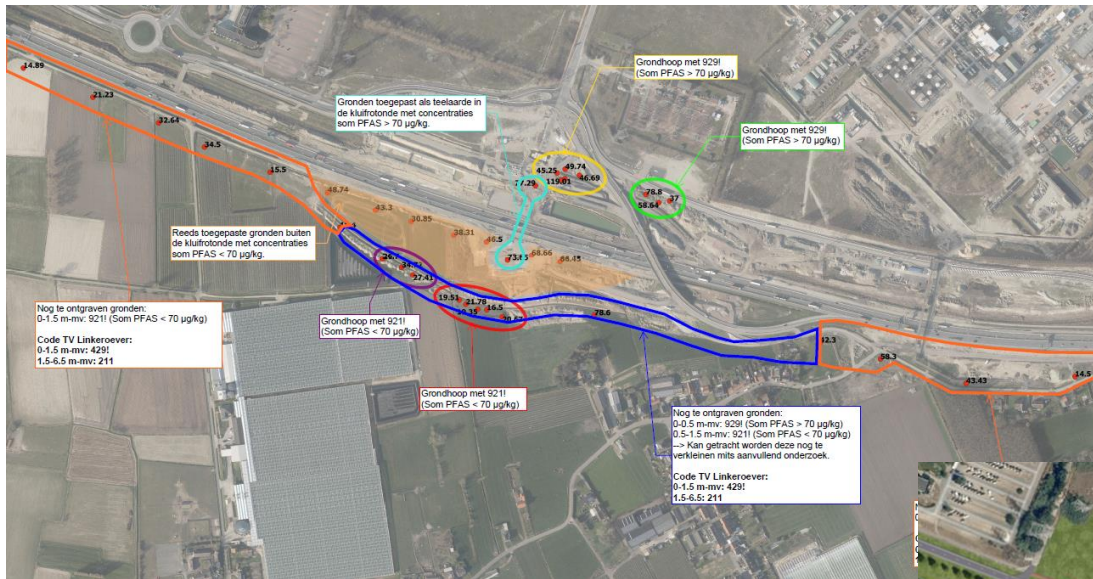 Grondhoop met 929!
(Som PFAS > 70 µg/kg)
14.89
Gronden toegepast als teelaarde in
de kluifrotonde met concentraties
som PFAS > 70 µg/kg.
21.23
Grondhoop met 929!
(Som PFAS > 70 µg/kg)
32.64
34.5
15.5
45.25
49.74
119.01
46.69
77.29
78.8
58.64
37
48.74
43.3
36.85
38.31
46.5
73.85
58.66
66.45
Reeds toegepaste gronden buiten
de kluifrotonde met concentraties
PFAS < 70 µg/kg.
27.41
19.51
21.78
16.5
78.6
Nog te ontgraven gronden:
0-1.5 m-mv: 921! (Som PFAS < 70 µg/kg)
Code TV Linkeroever:
0-1.5 m-mv: 429!
1.5-6.5 m-mv: 211
Grondhoop met 921!
(Som PFAS < 70 µg/kg)
58.3
43.43
14.5
Grondhoop met 921!
(Som PFAS < 70 µg/kg)
Nog te ontgraven gronden:
0-0.5 m-mv: 929! (Som PFAS > 70 µg/kg)
0.5-1.5 m-mv: 921! (Som PFAS < 70 µg/kg)
--> Kan getracht worden deze nog te
verkleinen mits aanvullend onderzoek.
Code TV Linkeroever:
0-1.5 m-mv: 429!
1.5-6.5: 211